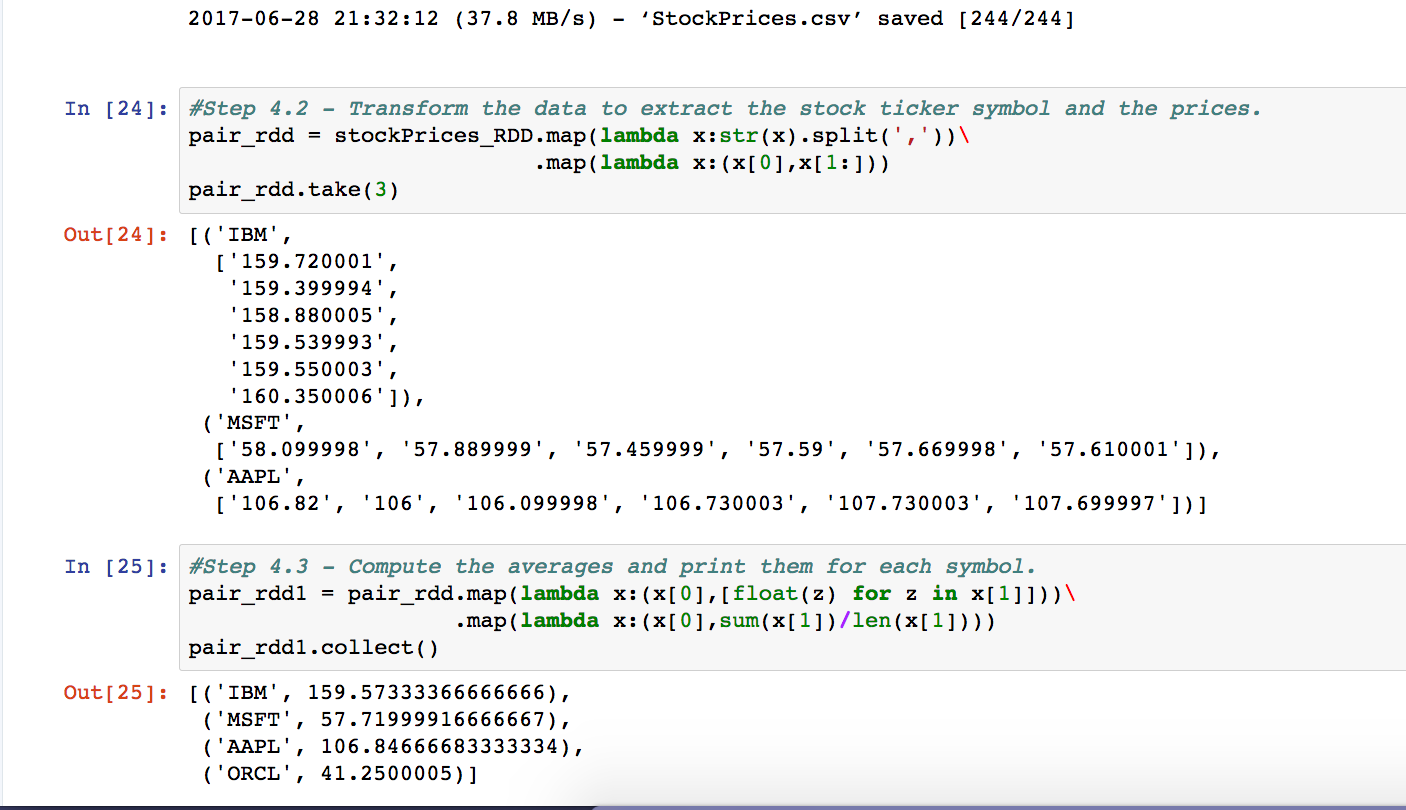 2017-06-28 21:32:12 (37.8 MB/s) - ‘StockPrices.csv’ saved [244/244]
In [24]: #Step 4.2 - Transform the data to extract the stock ticker symbol and the prices.
pair_rdd = stockPrices_RDD.map(lambda x:str(x).split(','))\
.map(lambda x:(x[0],x[1:]))
pair_rdd.take(3)
Out[24]: [('IBM',
['159.720001',
'159.399994',
'158.880005',
'159.539993',
'159.550003',
'160.350006']),
('MSFT',
['58.099998', '57.889999', '57.459999', '57.59', '57.669998', '57.610001']),
('AAPL',
['106.82', '106', '106.099998', '106.730003', '107.730003', '107.699997'])]
In [25]: #Step 4.3 - Compute the averages and print them for each symbol.
pair_rdd1 = pair_rdd.map(lambda x:(x[0],[float(z) for z in x[1]]))\
.map(lambda x:(x[0],sum(x[1])/len(x[1])))
pair_rdd1.collect()
Out[25]: [('IBM', 159.57333366666666),
('MSFT', 57.71999916666667),
('AAPL', 106.84666683333334),
('ORCL', 41.2500005)]